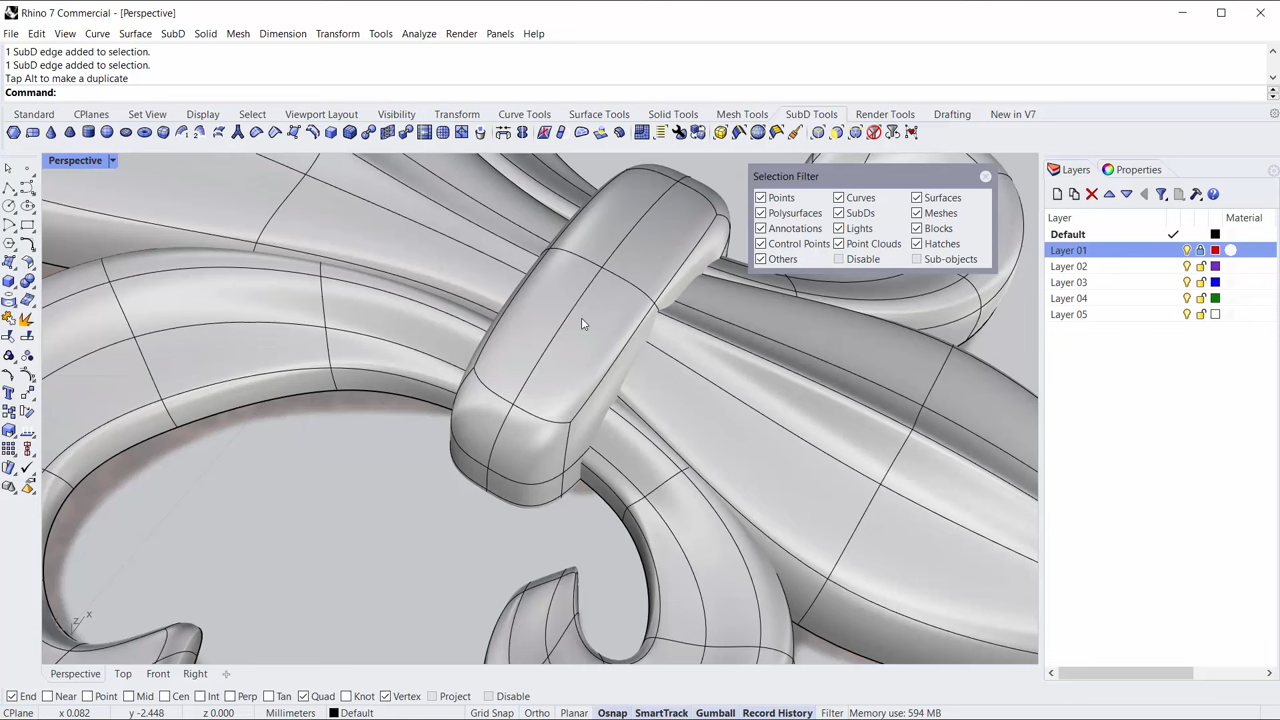 Rhino 7 Commercial - [Perspective]
File Edit View Curve Surface SubD Solid Mesh Dimension Transform Tools Analyze Render Panels Help
1 SubD edge added to selection.
1 SubD edge added to selection.
Tap Alt to make a duplicate
Command:
Standard CPlanes Set View Display Select Viewport Layout Visibility Transform Curve Tools Surface Tools Solid Tools Mesh Tools SubD Tools Render Tools Drafting New in V7
Perspective
Selection Filter
Points Curves Surfaces
Polysurfaces SubDs Meshes
Annotations Lights Blocks
Control Points Point Clouds Hatches
Others Disable Sub-objects
Layers Properties
Layer Material
Default
Layer 01
Layer 02
Layer 03
Layer 04
Layer 05
z x
Perspective Top Front Right
End Near Point Mid Cen Int Perp Tan Quad Knot Vertex Project Disable
CPlane x 0.082 y -2.448 z 0.000 Millimeters Default Grid Snap Ortho Planar Osnap SmartTrack Gumball Record History Filter Memory use: 594 MB